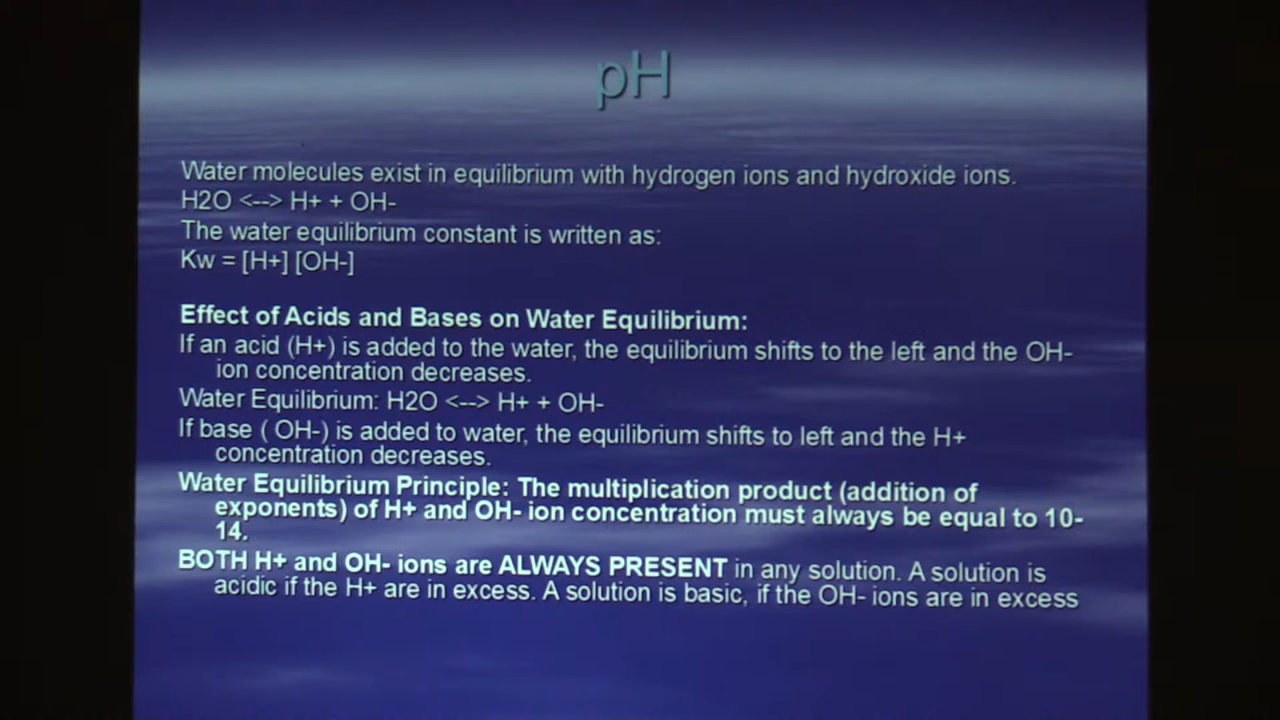 pH
Water molecules exist in equilibrium with hydrogen ions and hydroxide ions.
H2O <--> H+ + OH-
The water equilibrium constant is written as:
Kw = [H+] [OH-]
Effect of Acids and Bases on Water Equilibrium:
If an acid (H+) is added to the water, the equilibrium shifts to the left and the OH-
ion concentration decreases.
Water Equilibrium: H2O <--> H+ + OH-
If base ( OH-) is added to water, the equilibrium shifts to left and the H+
concentration decreases.
Water Equilibrium Principle: The multiplication product (addition of
exponents) of H+ and OH- ion concentration must always be equal to 10-
14.
BOTH H+ and OH- ions are ALWAYS PRESENT in any solution. A solution is
acidic if the H+ are in excess. A solution is basic, if the OH- ions are in excess